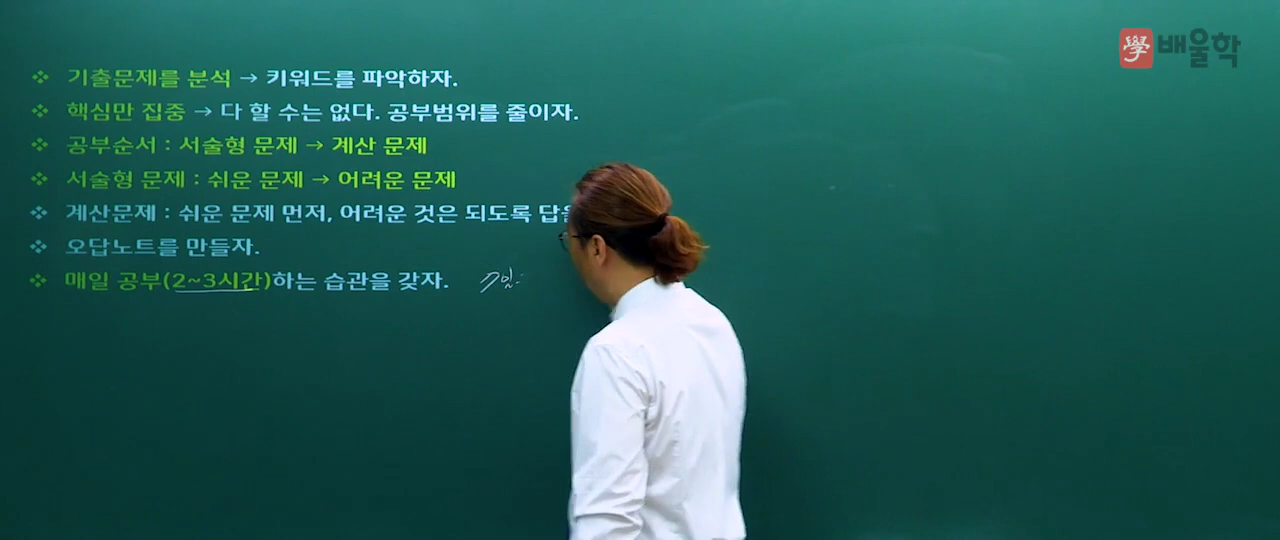 學 배울학
❖ 기출문제를 분석 → 키워드를 파악하자.
❖ 핵심만 집중 → 다 할 수는 없다. 공부범위를 줄이자.
❖ 공부순서 : 서술형 문제 → 계산 문제
❖ 서술형 문제 : 쉬운 문제 → 어려운 문제
❖ 계산문제 : 쉬운 문제 먼저, 어려운 것은 되도록 답을
❖ 오답노트를 만들자.
❖ 매일 공부(2~3시간)하는 습관을 갖자. 7일